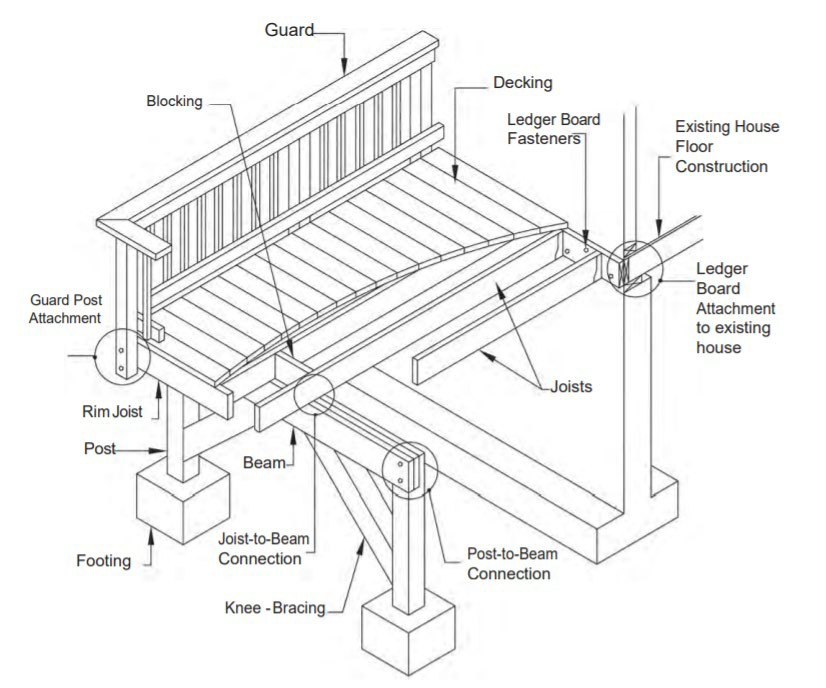 Guard
Decking
Blocking
Ledger Board
Fasteners
Existing House
Floor
Construction
Ledger
Board
Attachment
to existing
house
Guard Post
Attachment
Joists
Rim Joist
Post
Beam
Joist-to-Beam
Connection
Post-to-Beam
Connection
Footing
Knee - Bracing